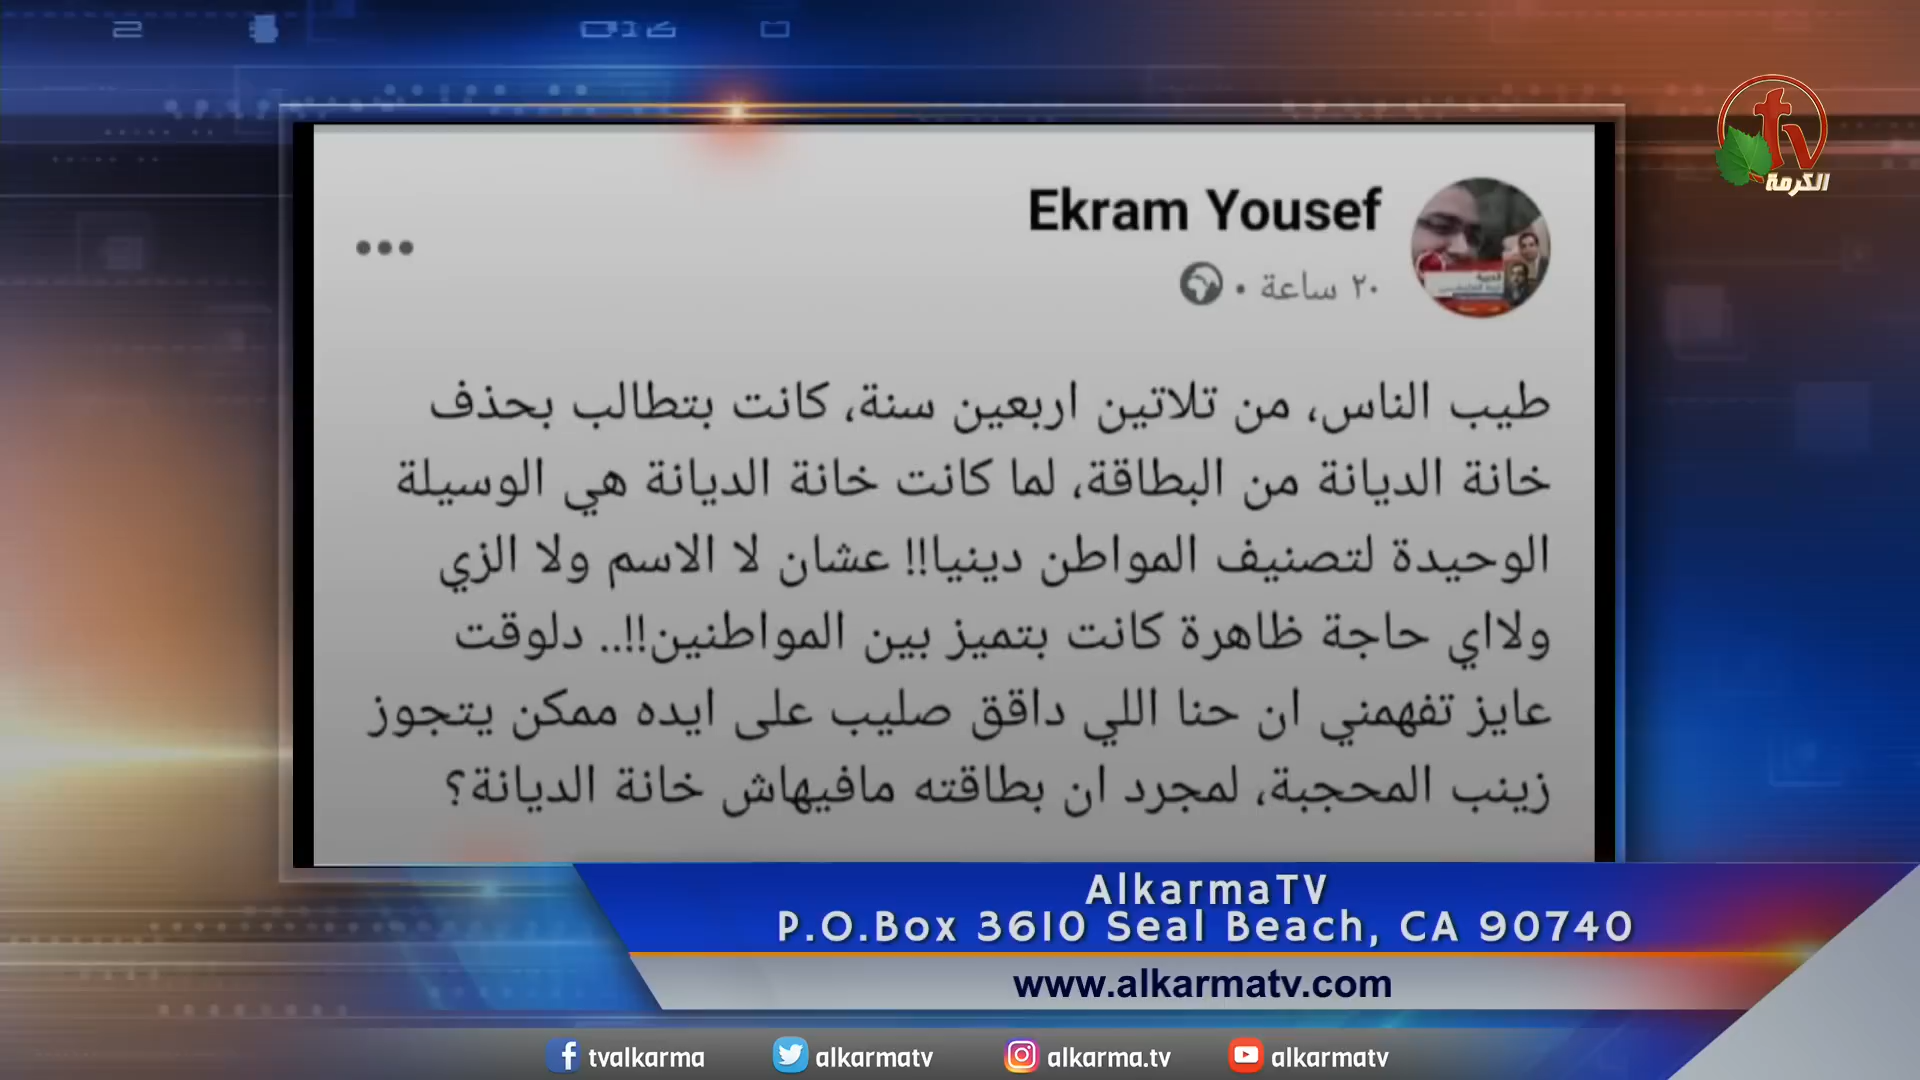 الكرمة
Ekram Yousef
٢٠ ساعة •
طيب الناس، من تلاتين اربعين سنة، كانت بتطالب بحذف
خانة الديانة من البطاقة، لما كانت خانة الديانة هي الوسيلة
الوحيدة لتصنيف المواطن دينيا!! عشان لا الاسم ولا الزي
ولااي حاجة ظاهرة كانت بتميز بين المواطنين!!.. دلوقت
عايز تفهمني ان حنا اللي داقق صليب على ايده ممكن يتجوز
زينب المحجبة، لمجرد ان بطاقته مافيهاش خانة الديانة؟
AlkarmaTV
P.O.Box 3610 Seal Beach, CA 90740
www.alkarmatv.com
tvalkarma alkarmatv alkarma.tv alkarmatv